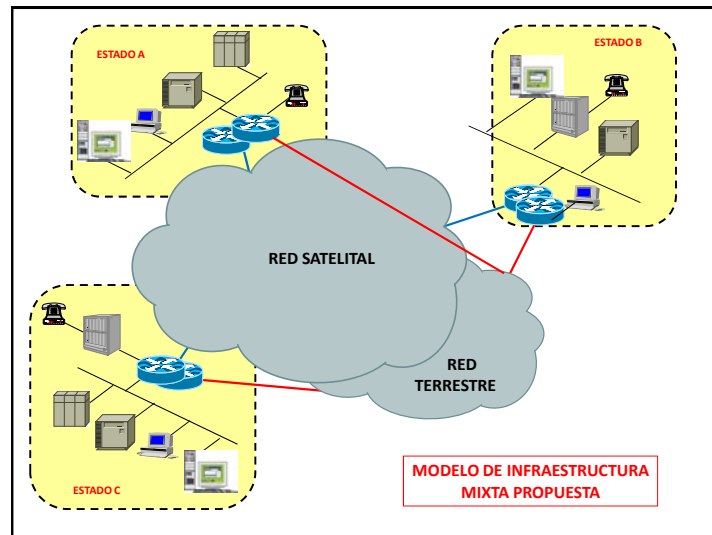 ESTADO A
ESTADO B
RED SATELITAL
RED
TERRESTRE
ESTADO C
MODELO DE INFRAESTRUCTURA
MIXTA PROPUESTA